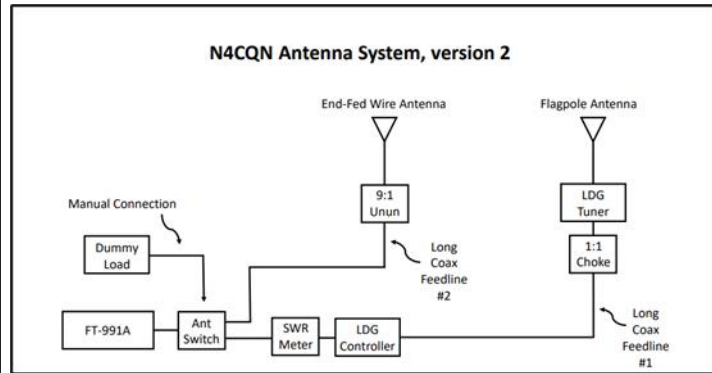 N4CQN Antenna System, version 2
End-Fed Wire Antenna
Flagpole Antenna
9:1
Unun
LDG
Tuner
Manual Connection
Dummy
Load
Long
Coax
Feedline
#2
1:1
Choke
FT-991A
Ant
Switch
SWR
Meter
LDG
Controller
Long
Coax
Feedline
#1